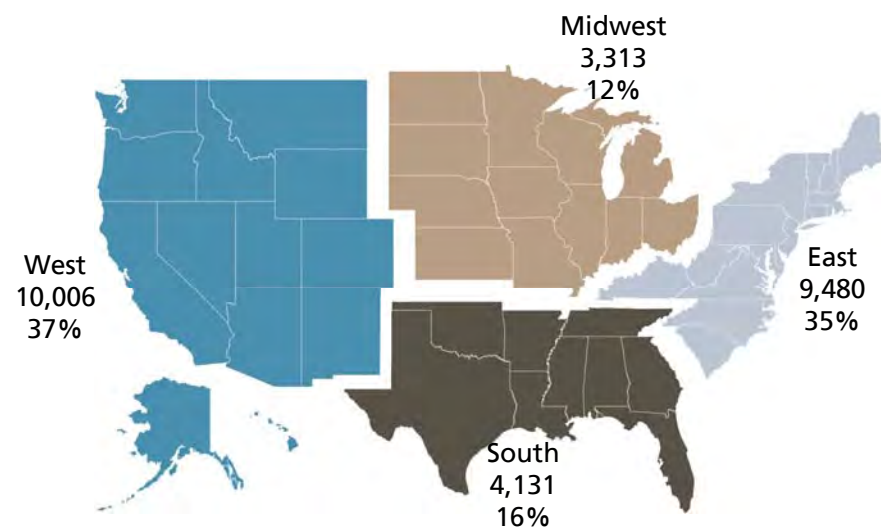 Midwest
3,313
12%
West
10,006
37%
East
9,480
35%
South
4,131
16%